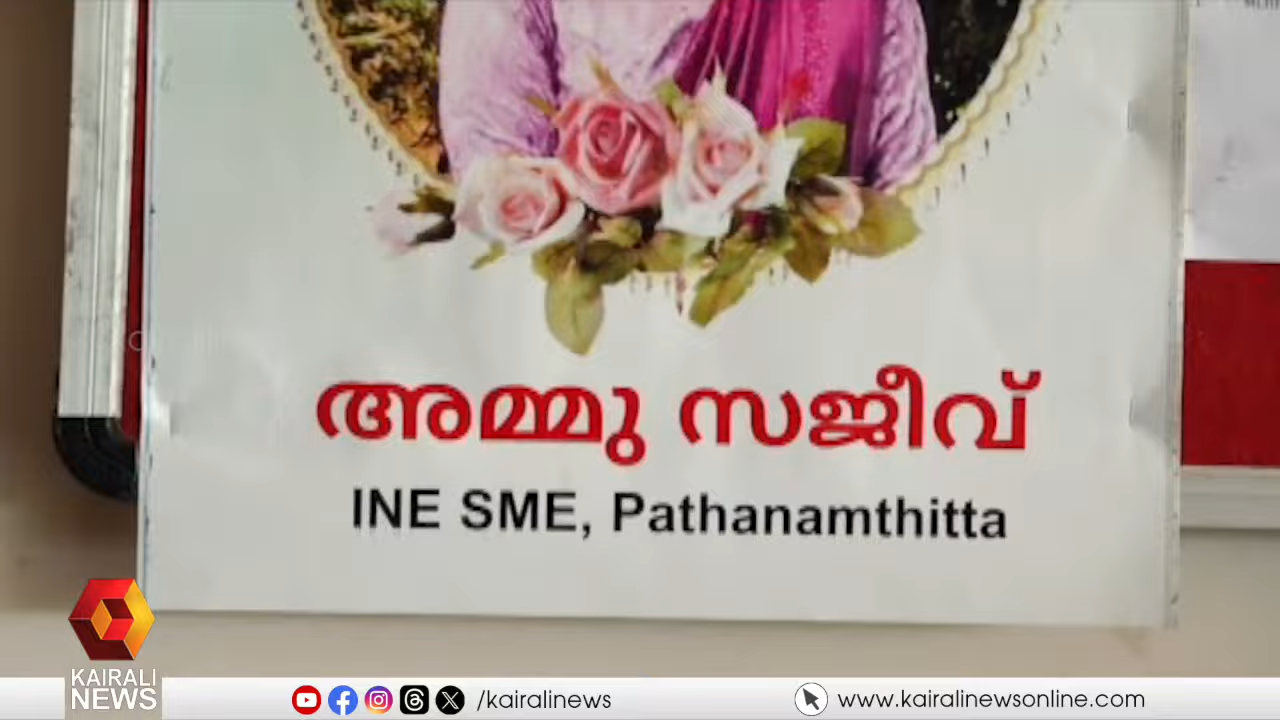 അമ്മു സജീവ്
INE SME, Pathanamthitta
KAIRALI
NEWS
/kairalinews
www.kairalinewsonline.com